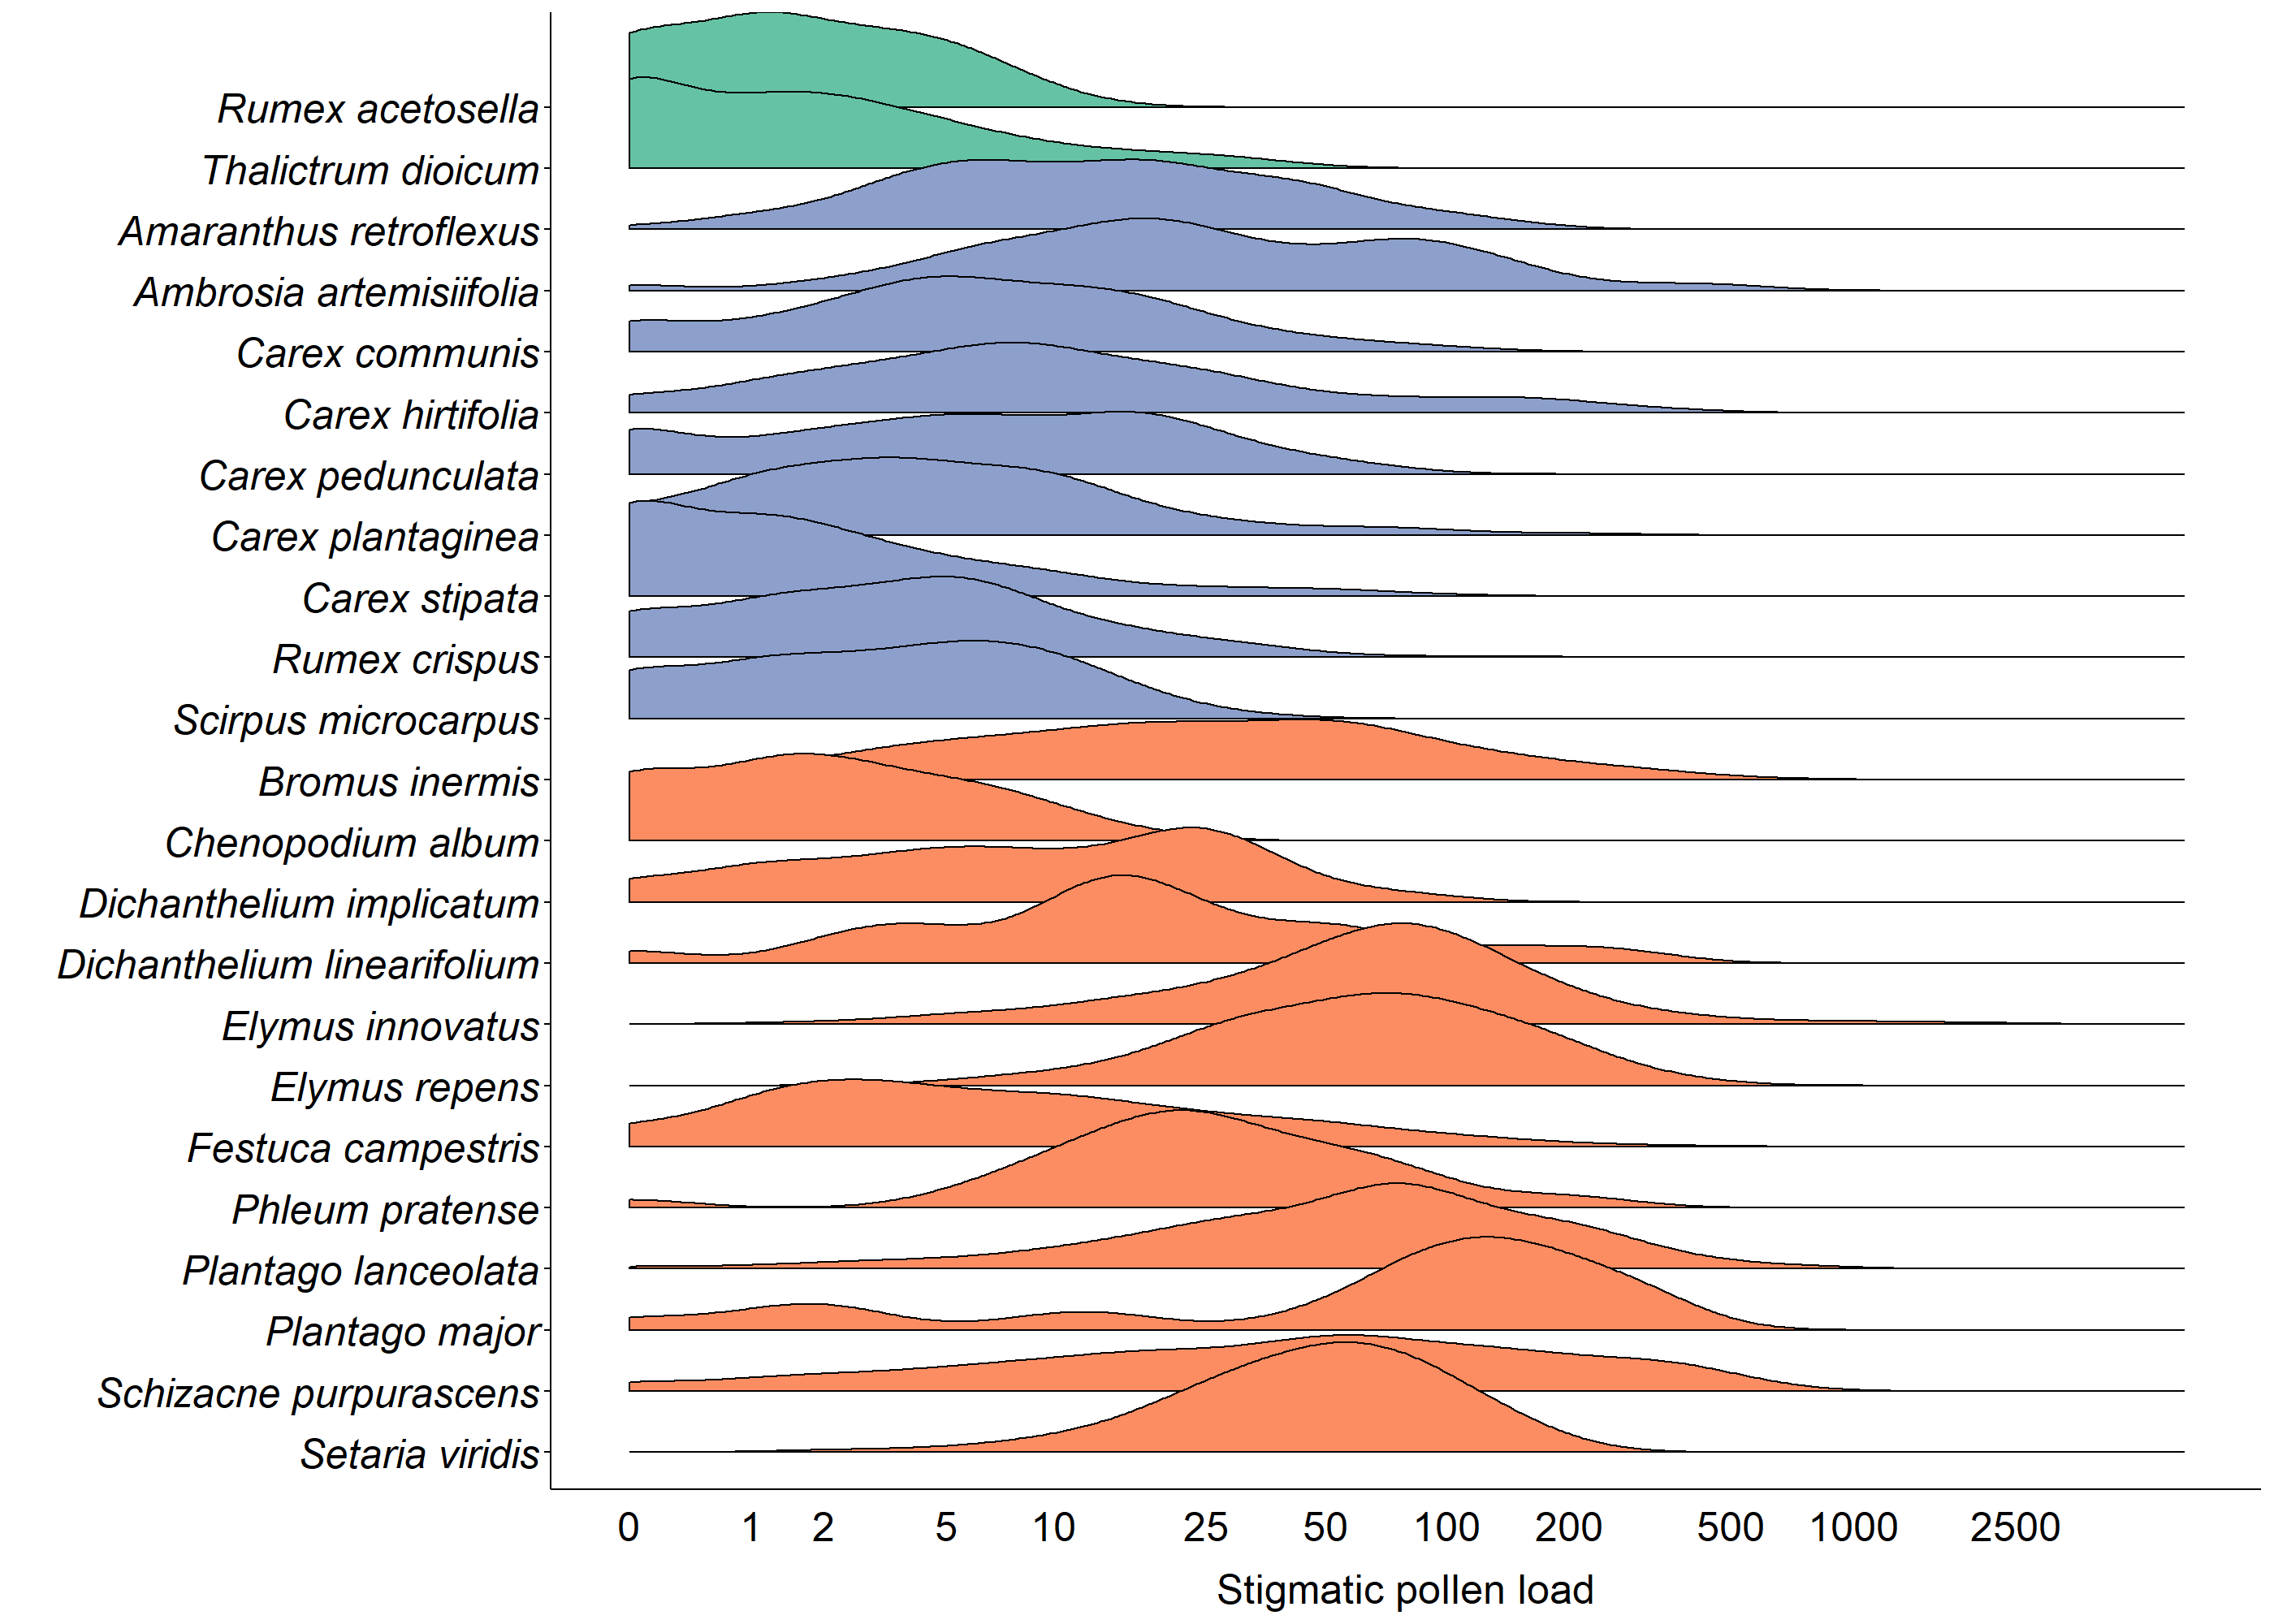 Rumex acetosella
Thalictrum dioicum
Amaranthus retroflexus
Ambrosia artemisiifolia
Carex communis
Carex hirtifolia
Carex pedunculata
Carex plantaginea
Carex stipata
Rumex crispus
Scirpus microcarpus
Bromus inermis
Chenopodium album
Dichanthelium implicatum
Dichanthelium linearifolium
Elymus innovatus
Elymus repens
Festuca campestris
Phleum pratense
Plantago lanceolata
Plantago major
Schizacne purpurascens
Setaria viridis
0 1 2 5 10 25 50 100 200 500 1000 2500
Stigmatic pollen load